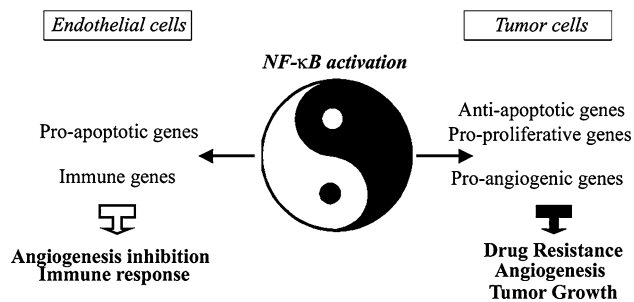 Endothelial cells
Tumor cells
NF-κB activation
Pro-apoptotic genes
Immune genes
Angiogenesis inhibition
Immune response
Anti-apoptotic genes
Pro-proliferative genes
Pro-angiogenic genes
Drug Resistance
Angiogenesis
Tumor Growth